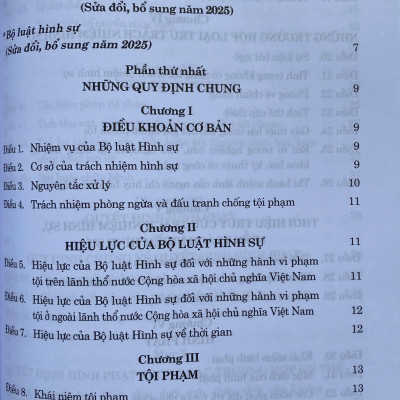 (Sửa đổi, bổ sung năm 2025)
Bộ luật hình sự
(Sửa đổi, bổ sung năm 2025) 7
Phần thứ nhất
NHỮNG QUY ĐỊNH CHUNG 9
Chương I
ĐIỀU KHOẢN CƠ BẢN 9
Điều 1. Nhiệm vụ của Bộ luật Hình sự 9
Điều 2. Cơ sở của trách nhiệm hình sự 9
Điều 3. Nguyên tắc xử lý 10
Điều 4. Trách nhiệm phòng ngừa và đấu tranh chống tội phạm 11
Chương II
HIỆU LỰC CỦA BỘ LUẬT HÌNH SỰ 11
Điều 5. Hiệu lực của Bộ luật Hình sự đối với những hành vi phạm
tội trên lãnh thổ nước Cộng hòa xã hội chủ nghĩa Việt Nam 11
Điều 6. Hiệu lực của Bộ luật Hình sự đối với những hành vi phạm
tội ở ngoài lãnh thổ nước Cộng hòa xã hội chủ nghĩa Việt Nam 12
Điều 7. Hiệu lực của Bộ luật Hình sự về thời gian 12
Chương III
TỘI PHẠM 13
Điều 8. Khái niệm tội phạm 13